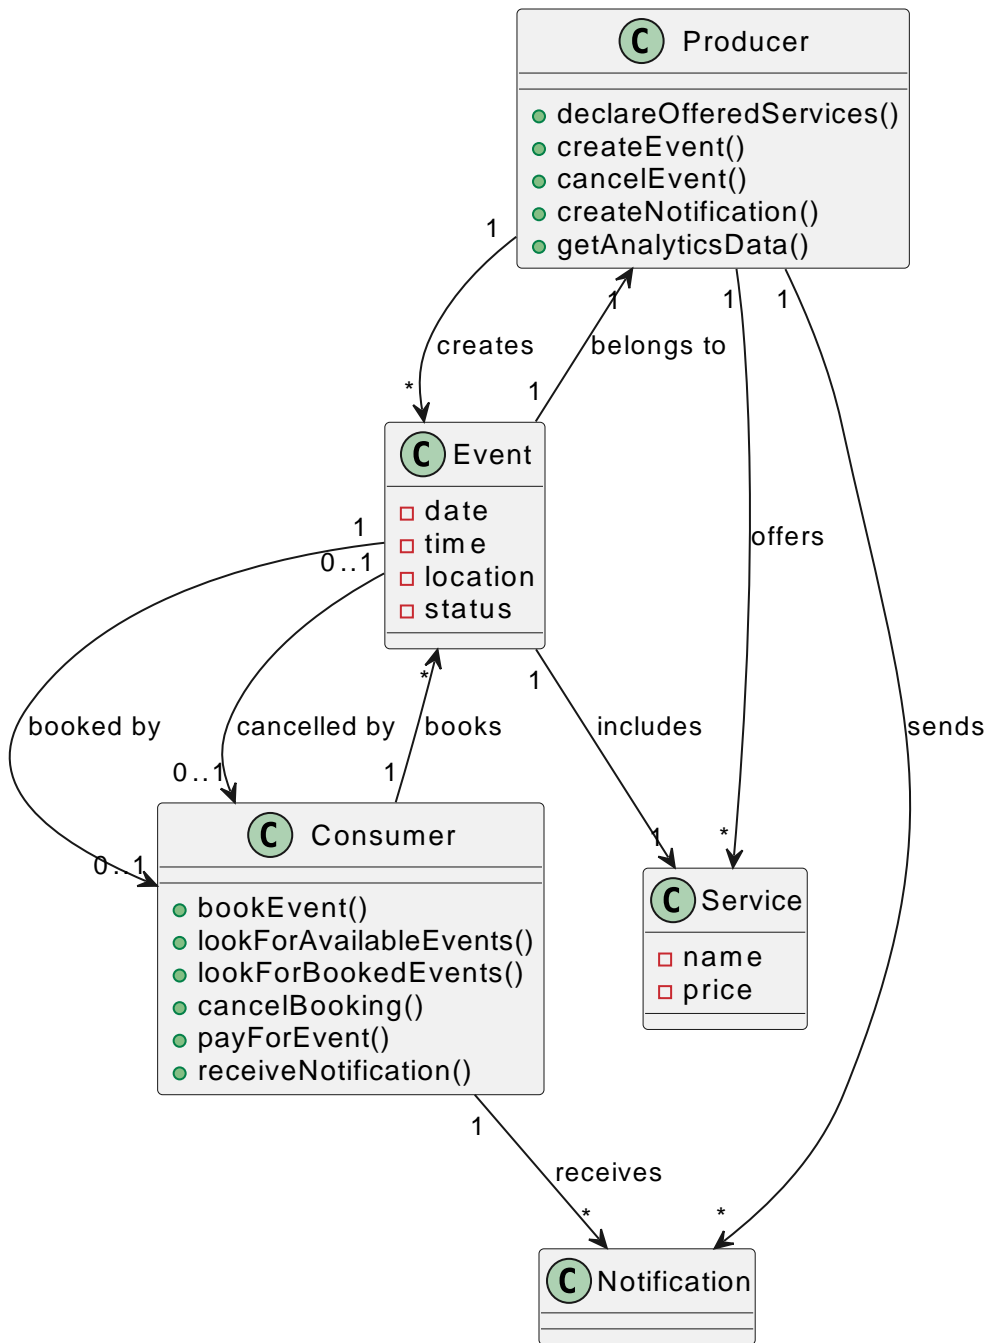 C Producer
declareOfferedServices()
createEvent()
cancelEvent()
createNotification()
getAnalyticsData()
1
1
1
1
creates
belongs to
*
1
C Event
date
time
location
status
1
0..1
offers
*
1
booked by
cancelled by
books
includes
sends
0..1
1
0..1
1
*
C Consumer
bookEvent()
lookForAvailableEvents()
lookForBookedEvents()
cancelBooking()
payForEvent()
receiveNotification()
C Service
name
price
1
receives
*
*
C Notification